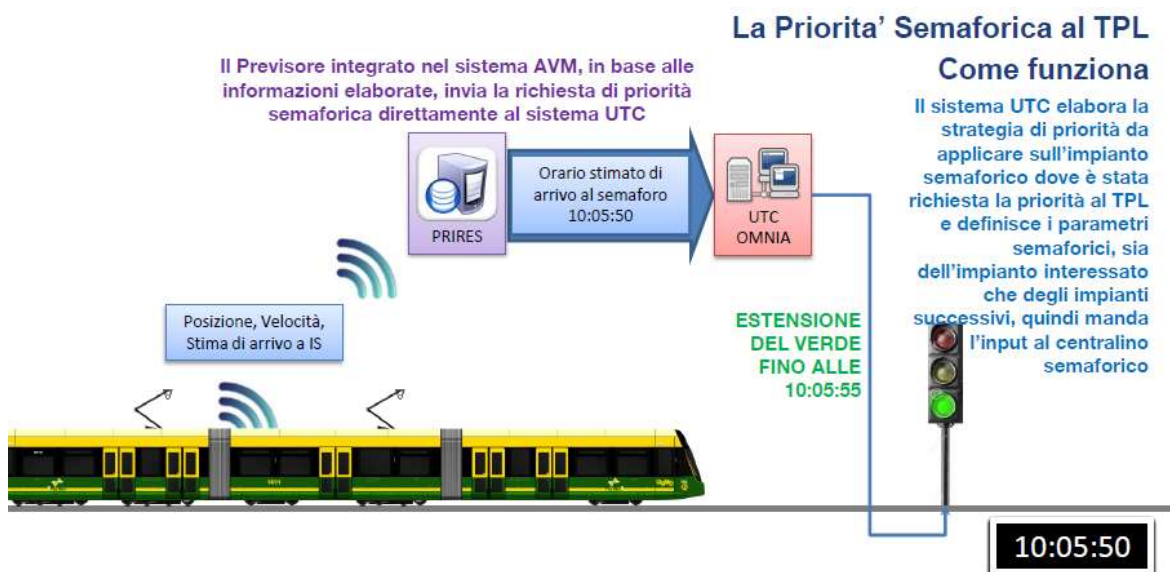 La Priorita' Semaforica al TPL
Come funziona
Il Previsore integrato nel sistema AVM, in base alle
informazioni elaborate, invia la richiesta di priorità
semaforica direttamente al sistema UTC
Il sistema UTC elabora la
strategia di priorità da
applicare sull'impianto
semaforico dove è stata
richiesta la priorità al TPL
e definisce i parametri
semaforici, sia
dell'impianto interessato
che degli impianti
successivi, quindi manda
l'input al centralino
semaforico
PRIRES
Orario stimato di
arrivo al semaforo
10:05:50
UTC
OMNIA
Posizione, Velocità,
Stima di arrivo a IS
ESTENSIONE
DEL VERDE
FINO ALLE
10:05:55
10:05:50